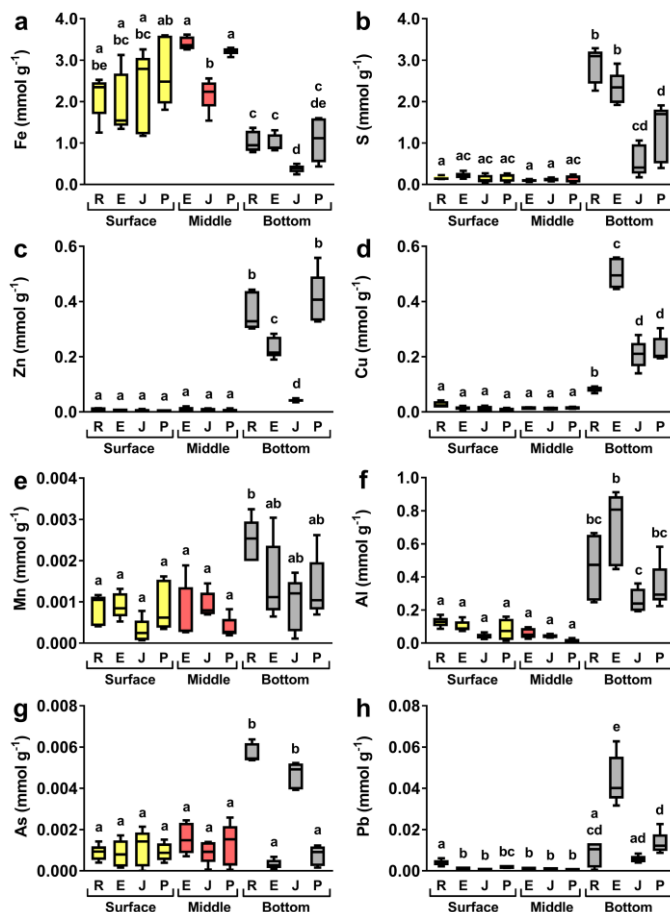 a
Fe (mmol g⁻¹)
4.0
3.0
2.0
1.0
0.0
a
be
a
bc
a
bc
ab
a
b
a
c
c
d
c
de
R E J P E J P R E J P
Surface Middle Bottom
b
S (mmol g⁻¹)
4.0
3.0
2.0
1.0
0.0
a ac ac ac a a ac b b cd d
R E J P E J P R E J P
Surface Middle Bottom
c
Zn (mmol g⁻¹)
0.6
0.4
0.2
0.0
a a a a a a a b c d b
R E J P E J P R E J P
Surface Middle Bottom
d
Cu (mmol g⁻¹)
0.6
0.4
0.2
0.0
a a a a a a a b c d d
R E J P E J P R E J P
Surface Middle Bottom
e
Mn (mmol g⁻¹)
0.004
0.003
0.002
0.001
0.000
a a a a a a a b ab ab ab
R E J P E J P R E J P
Surface Middle Bottom
f
Al (mmol g⁻¹)
1.0
0.8
0.6
0.4
0.2
0.0
a a a a a a a bc b c bc
R E J P E J P R E J P
Surface Middle Bottom
g
As (mmol g⁻¹)
0.008
0.006
0.004
0.002
0.000
a a a a a a a b a b a
R E J P E J P R E J P
Surface Middle Bottom
h
Pb (mmol g⁻¹)
0.08
0.06
0.04
0.02
0.00
a b b bc b b b
a
cd
e ad d
R E J P E J P R E J P
Surface Middle Bottom